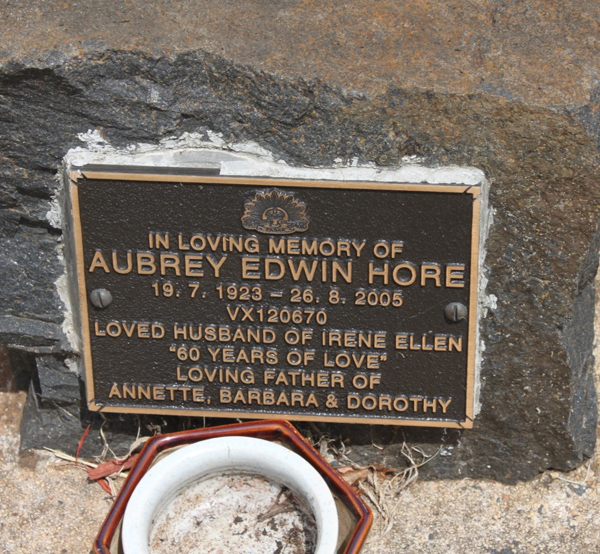 IN LOVING MEMORY OF
AUBREY EDWIN HORE
19. 7. 1923 – 26. 8. 2005
VX120670
LOVED HUSBAND OF IRENE ELLEN
"60 YEARS OF LOVE"
LOVING FATHER OF
ANNETTE, BARBARA & DOROTHY